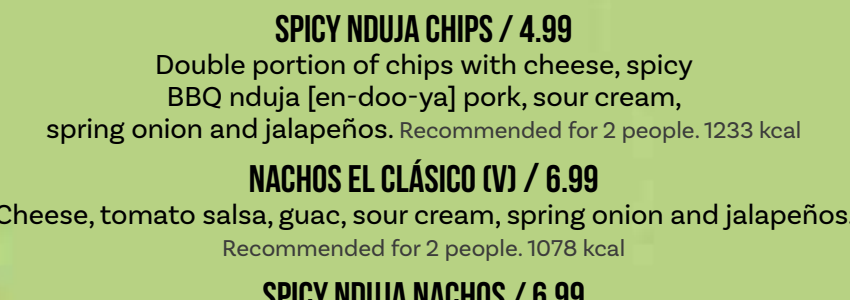 SPICY NDUJA CHIPS / 4.99
Double portion of chips with cheese, spicy
BBQ nduja [en-doo-ya] pork, sour cream,
spring onion and jalapeños. Recommended for 2 people. 1233 kcal
NACHOS EL CLÁSICO (V) / 6.99
Cheese, tomato salsa, guac, sour cream, spring onion and jalapeños.
Recommended for 2 people. 1078 kcal
SPICY NDUJA NACHOS / 6.99